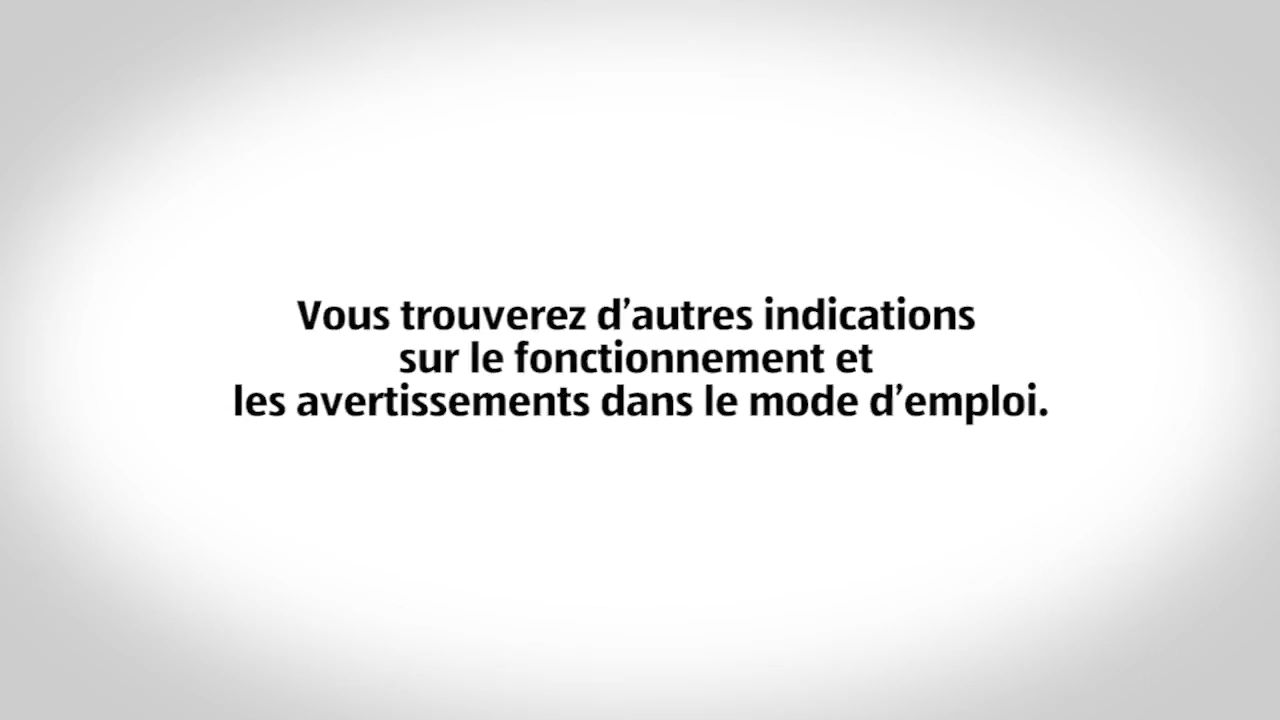 Vous trouverez d’autres indications
sur le fonctionnement et
les avertissements dans le mode d’emploi.